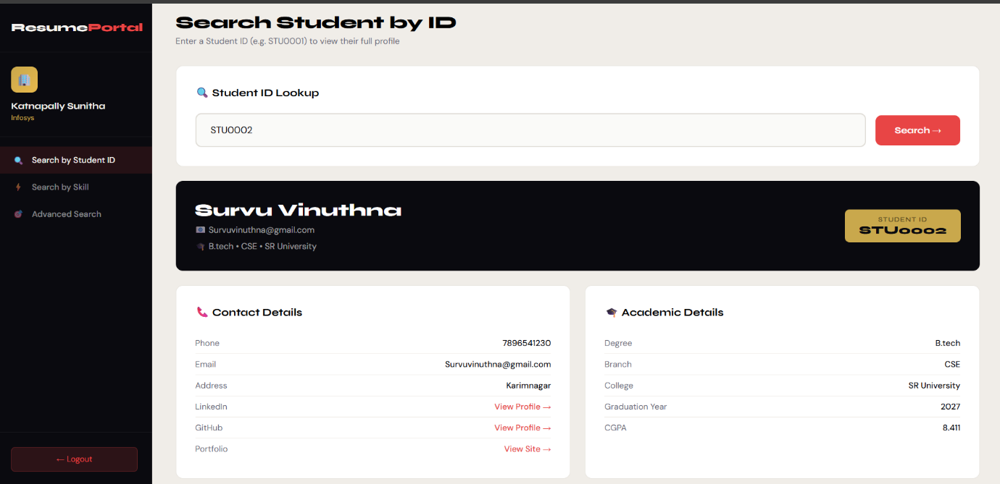 ResumePortal
Katnapally Sunitha
Infosys
Search by Student ID
Search by Skill
Advanced Search
← Logout
Search Student by ID
Enter a Student ID (e.g. STU0001) to view their full profile
Student ID Lookup
STU0002
Search →
Survu Vinuthna
Survuvinuthna@gmail.com
B.tech • CSE • SR University
STUDENT ID
STU0002
Contact Details
Phone 7896541230
Email Survuvinuthna@gmail.com
Address Karimnagar
LinkedIn View Profile →
GitHub View Profile →
Portfolio View Site →
Academic Details
Degree B.tech
Branch CSE
College SR University
Graduation Year 2027
CGPA 8.411